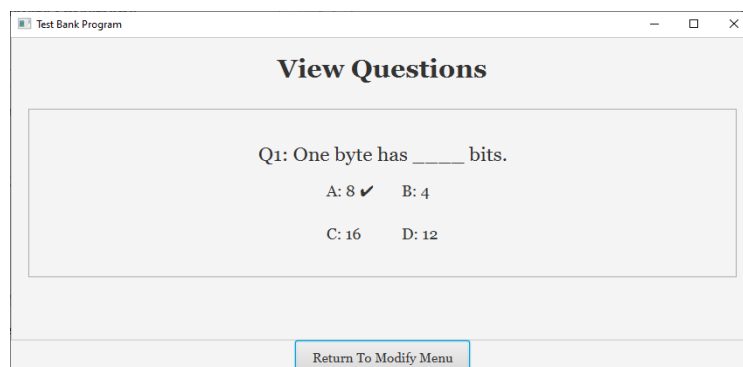 Test Bank Program
View Questions
Q1: One byte has ____ bits.
A: 8 ✔ B: 4
C: 16 D: 12
Return To Modify Menu